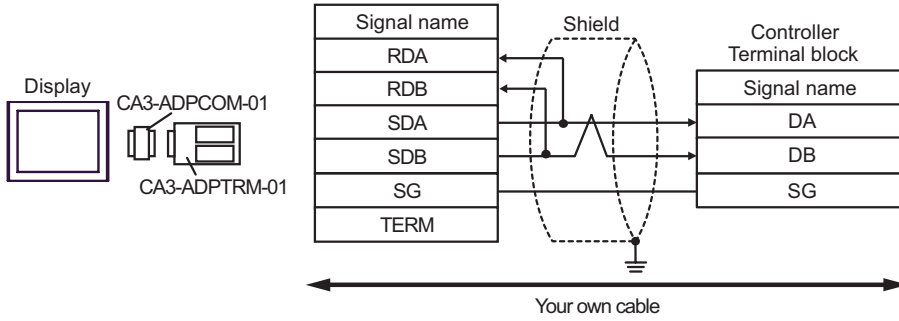 Display
CA3-ADPCOM-01
CA3-ADPTRM-01
Signal name
RDA
RDB
SDA
SDB
SG
TERM
Shield
Controller
Terminal block
Signal name
DA
DB
SG
Your own cable